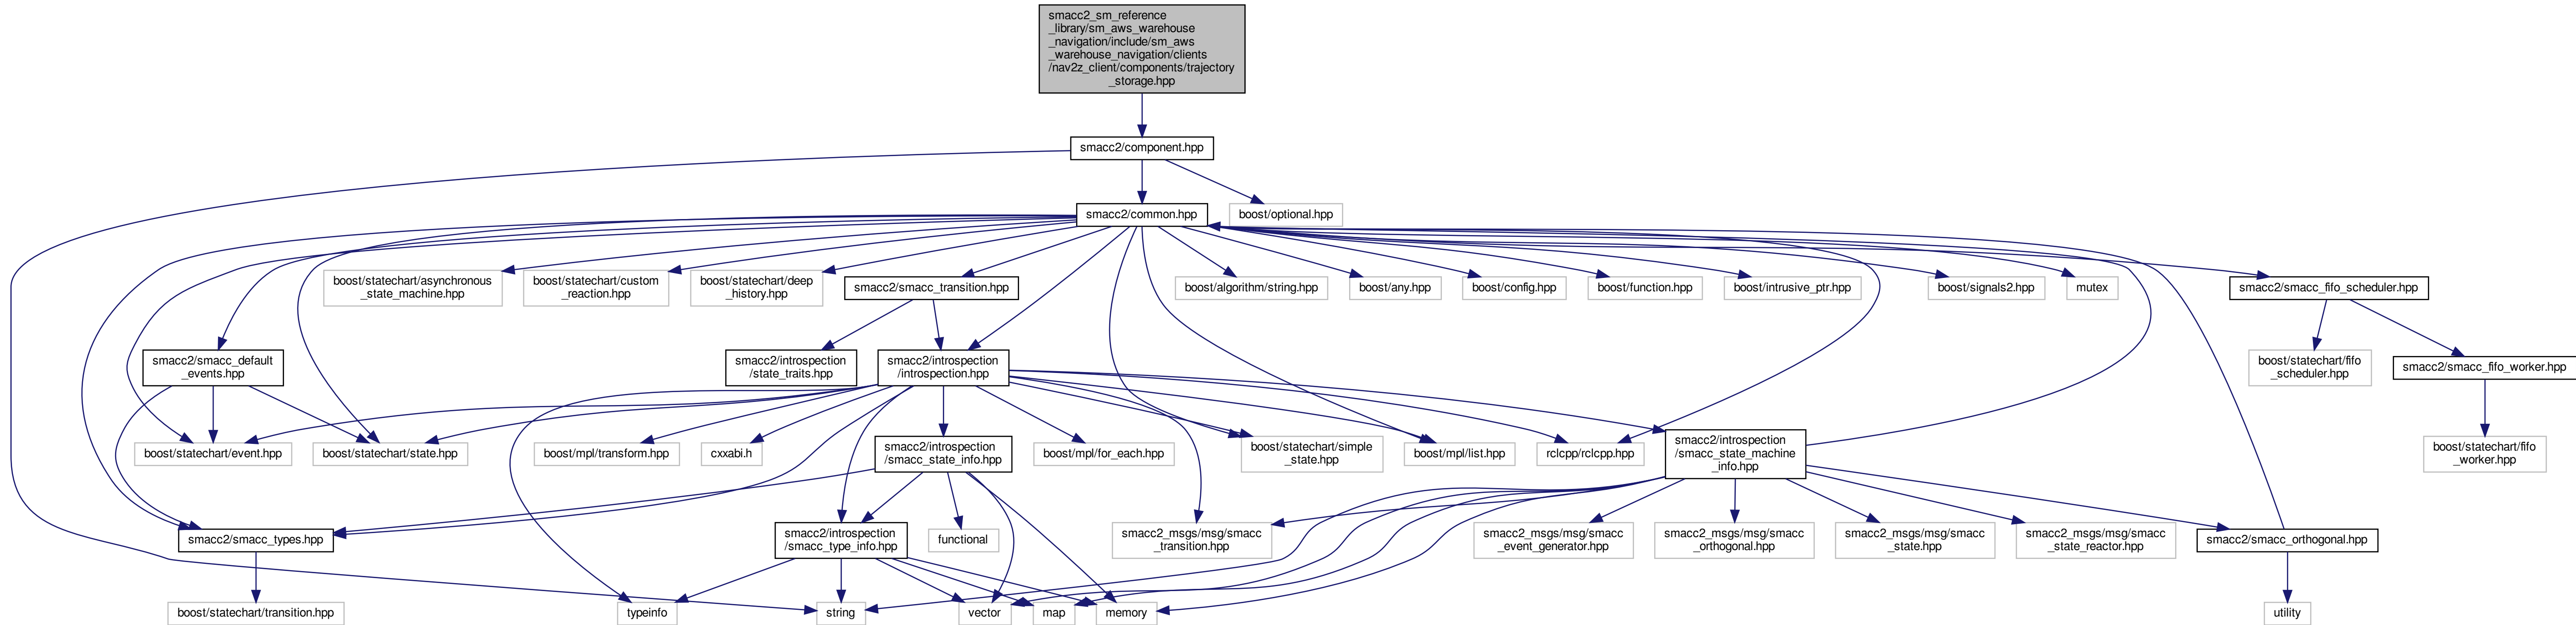 smacc2_sm_reference
_library/sm_aws_warehouse
_navigation/include/sm_aws
_warehouse_navigation/clients
/nav2z_client/components/trajectory
_storage.hpp
smacc2/component.hpp
smacc2/common.hpp
boost/optional.hpp
boost/statechart/asynchronous
_state_machine.hpp
boost/statechart/custom
_reaction.hpp
boost/statechart/deep
_history.hpp
smacc2/smacc_transition.hpp
boost/algorithm/string.hpp
boost/any.hpp
boost/config.hpp
boost/function.hpp
boost/intrusive_ptr.hpp
boost/signals2.hpp
mutex
smacc2/smacc_fifo_scheduler.hpp
smacc2/smacc_default
_events.hpp
smacc2/introspection
/state_traits.hpp
smacc2/introspection
/introspection.hpp
boost/statechart/fifo
_scheduler.hpp
smacc2/smacc_fifo_worker.hpp
boost/statechart/event.hpp
boost/statechart/state.hpp
boost/mpl/transform.hpp
cxxabi.h
smacc2/introspection
/smacc_state_info.hpp
boost/mpl/for_each.hpp
boost/statechart/simple
_state.hpp
boost/mpl/list.hpp
rclcpp/rclcpp.hpp
smacc2/introspection
/smacc_state_machine
_info.hpp
boost/statechart/fifo
_worker.hpp
smacc2/smacc_types.hpp
smacc2/introspection
/smacc_type_info.hpp
functional
smacc2_msgs/msg/smacc
_transition.hpp
smacc2_msgs/msg/smacc
_event_generator.hpp
smacc2_msgs/msg/smacc
_orthogonal.hpp
smacc2_msgs/msg/smacc
_state.hpp
smacc2_msgs/msg/smacc
_state_reactor.hpp
smacc2/smacc_orthogonal.hpp
boost/statechart/transition.hpp
typeinfo
string
vector
map
memory
utility